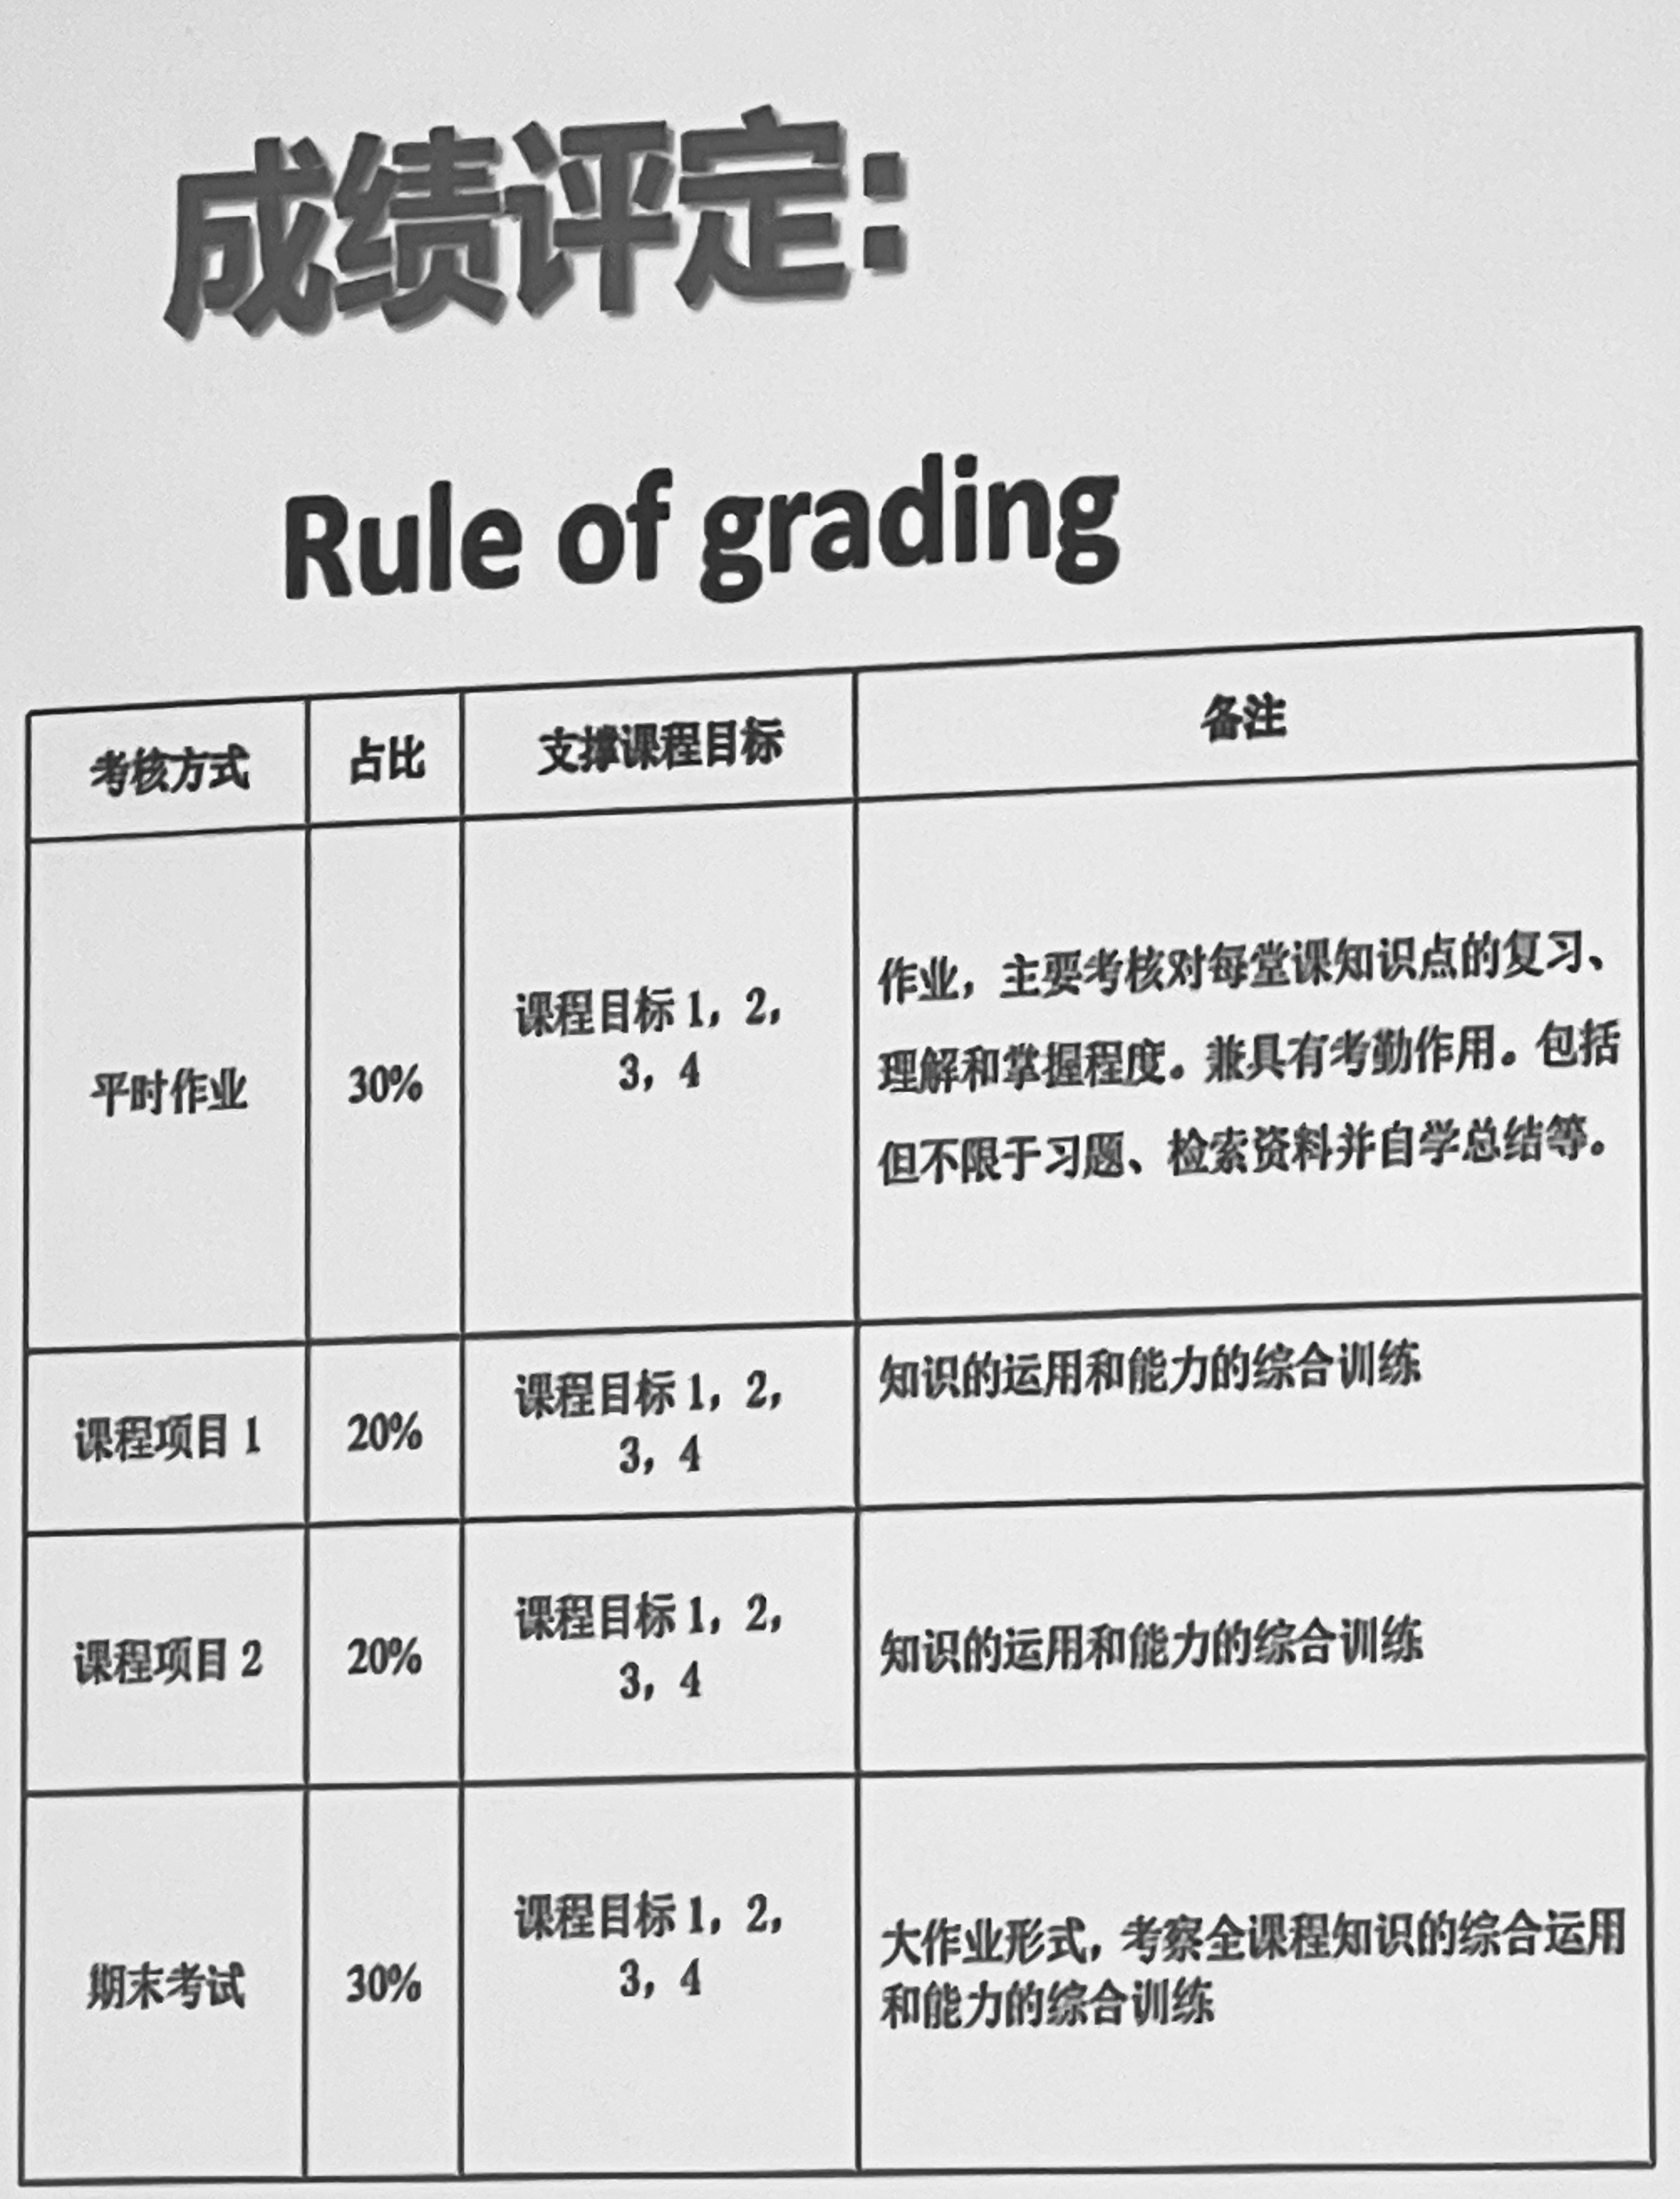 成绩评定:
Rule of grading
考核方式 占比 支撑课程目标 备注
平时作业 30% 课程目标 1，2，
3，4
作业，主要考核对每堂课知识点的复习、
理解和掌握程度。兼具有考勤作用。包括
但不限于习题、检索资料并自学总结等。
课程项目 1 20% 课程目标 1，2，
3，4
知识的运用和能力的综合训练
课程项目 2 20% 课程目标 1，2，
3，4
知识的运用和能力的综合训练
期末考试 30% 课程目标 1，2，
3，4
大作业形式，考察全课程知识的综合运用
和能力的综合训练